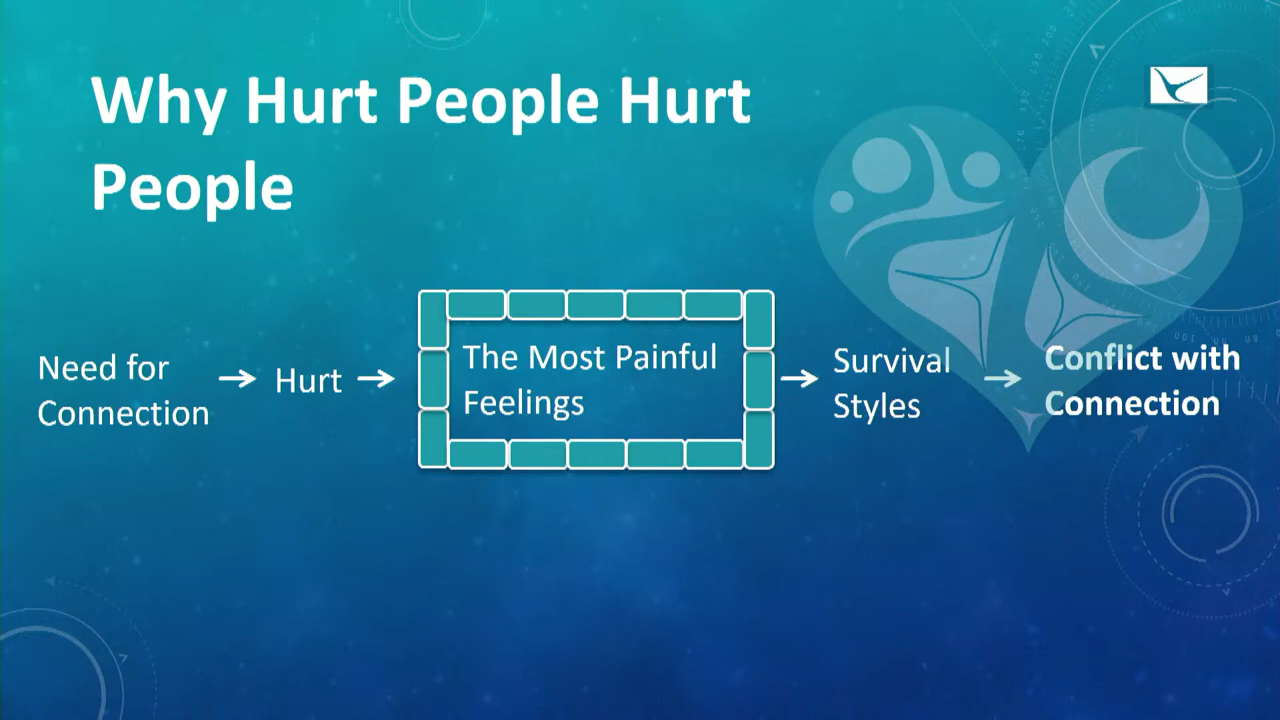 Why Hurt People Hurt
People
Need for
Connection
Hurt
The Most Painful
Feelings
Survival
Styles
Conflict with
Connection